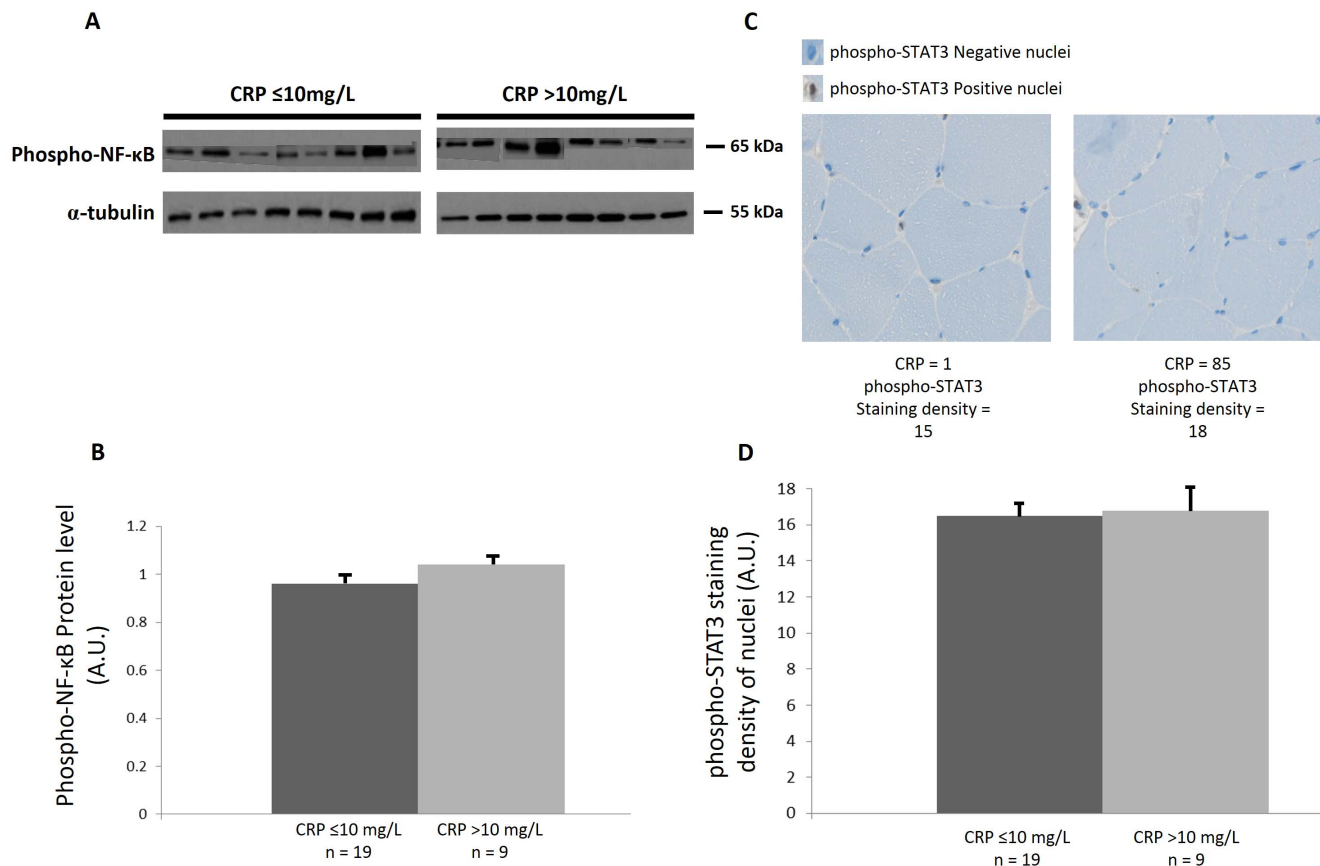 A
CRP ≤10mg/L
CRP >10mg/L
Phospho-NF-κB
65 kDa
α-tubulin
55 kDa
C
phospho-STAT3 Negative nuclei
phospho-STAT3 Positive nuclei
CRP = 1
phospho-STAT3
Staining density =
15
CRP = 85
phospho-STAT3
Staining density =
18
B
Phospho-NF-κB Protein level
(A.U.)
1.2
1
0.8
0.6
0.4
0.2
0
CRP ≤10 mg/L
n = 19
CRP >10 mg/L
n = 9
D
phospho-STAT3 staining
density of nuclei (A.U.)
18
16
14
12
10
8
6
4
2
0
CRP ≤10 mg/L
n = 19
CRP >10 mg/L
n = 9